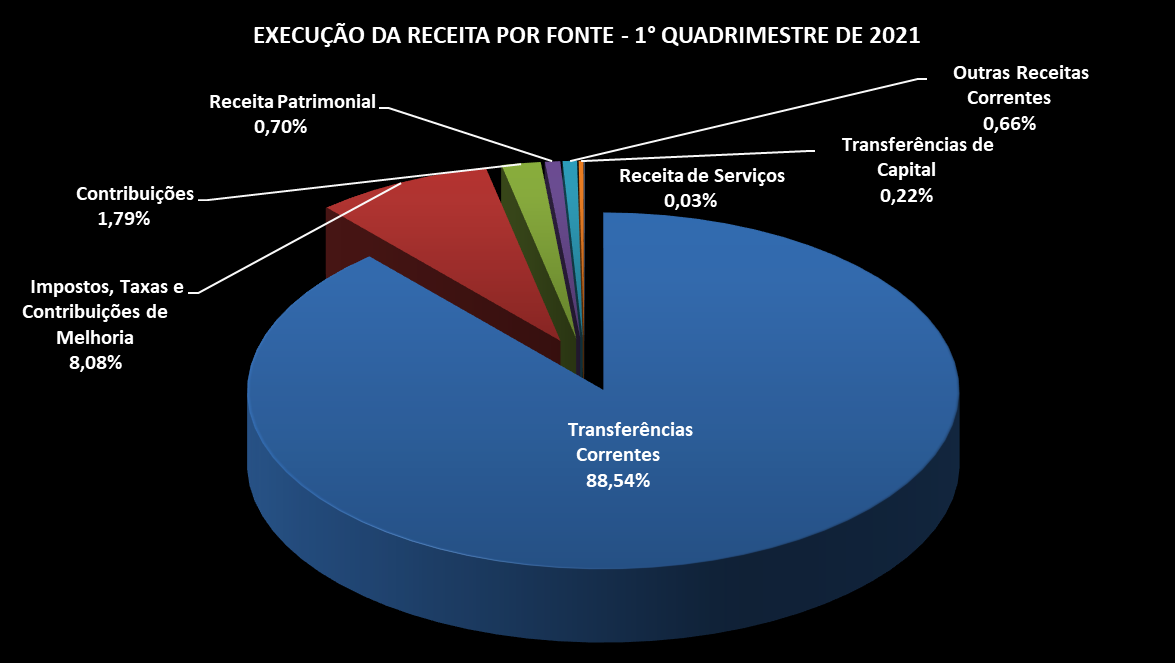 EXECUÇÃO DA RECEITA POR FONTE - 1° QUADRIMESTRE DE 2021
Outras Receitas
Correntes
0,66%
Receita Patrimonial
0,70%
Transferências de
Capital
0,22%
Receita de Serviços
0,03%
Contribuições
1,79%
Impostos, Taxas e
Contribuições de
Melhoria
8,08%
Transferências
Correntes
88,54%